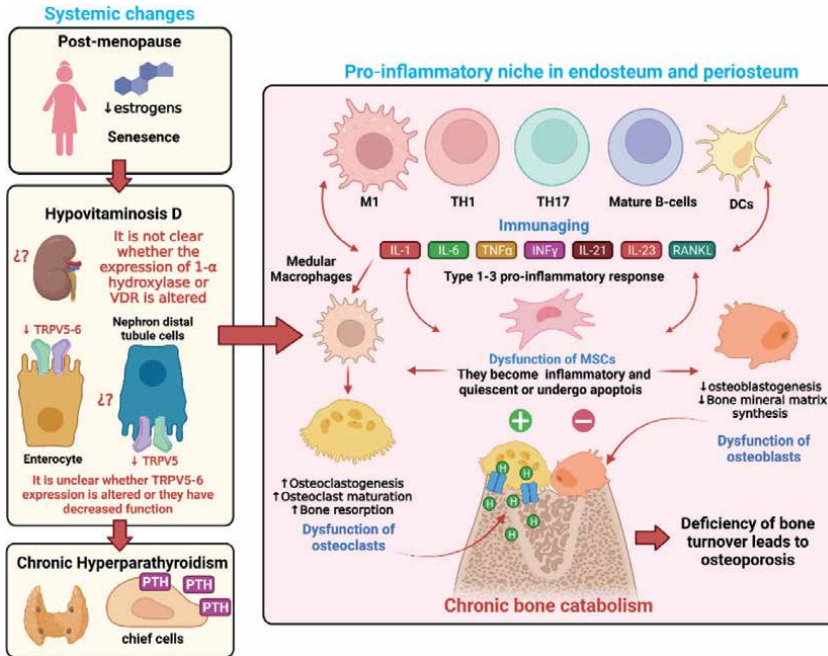 Systemic changes
Post-menopause
↓estrogens
Senesence
Hypovitaminosis D
¿?
It is not clear
whether the
expression of 1-α
hydroxylase or
VDR is altered
↓ TRPV5-6
Nephron distal
tubule cells
¿?
Enterocyte
↓ TRPV5
It is unclear whether TRPV5-6
expression is altered or they have
decreased function
Chronic Hyperparathyroidism
PTH
PTH
PTH
chief cells
Pro-inflammatory niche in endosteum and periosteum
M1
TH1
TH17
Mature B-cells
DCs
Immunaging
IL-1
IL-6
TNFα
INFγ
IL-21
IL-23
RANKL
Type 1-3 pro-inflammatory response
Medular
Macrophages
Dysfunction of MSCs
They become inflammatory and
quiescent or undergo apoptois
↓osteoblastogenesis
↓Bone mineral matrix
synthesis
Dysfunction of
osteoblasts
↑Osteoclastogenesis
↑Osteoclast maturation
↑Bone resorption
Dysfunction of
osteoclasts
+
−
H
H
H
H
H
H
Deficiency of bone
turnover leads to
osteoporosis
Chronic bone catabolism